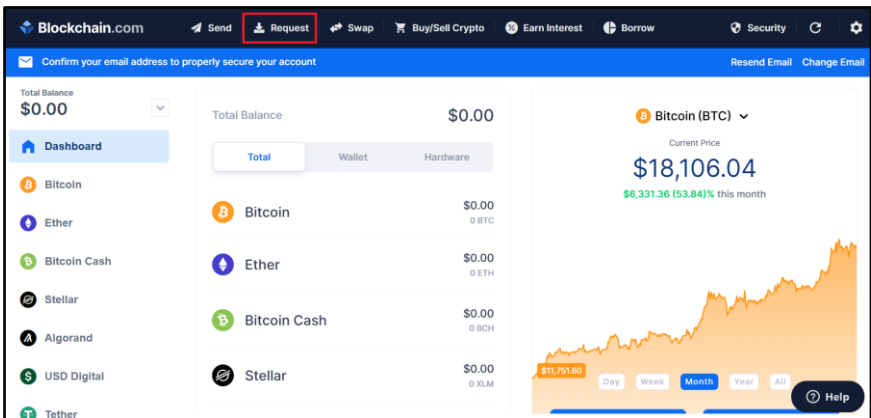 Blockchain.com
Send
Request
Swap
Buy/Sell Crypto
Earn Interest
Borrow
Security
Confirm your email address to properly secure your account
Resend Email
Change Email
Total Balance
$0.00
Dashboard
Bitcoin
Ether
Bitcoin Cash
Stellar
Algorand
USD Digital
Tether
Total Balance
$0.00
Total
Wallet
Hardware
Bitcoin
$0.00
0 BTC
Ether
$0.00
0 ETH
Bitcoin Cash
$0.00
0 BCH
Stellar
$0.00
0 XLM
Bitcoin (BTC)
Current Price
$18,106.04
$6,331.36 (53.84)% this month
$11,751.60
Day
Week
Month
Year
All
Help